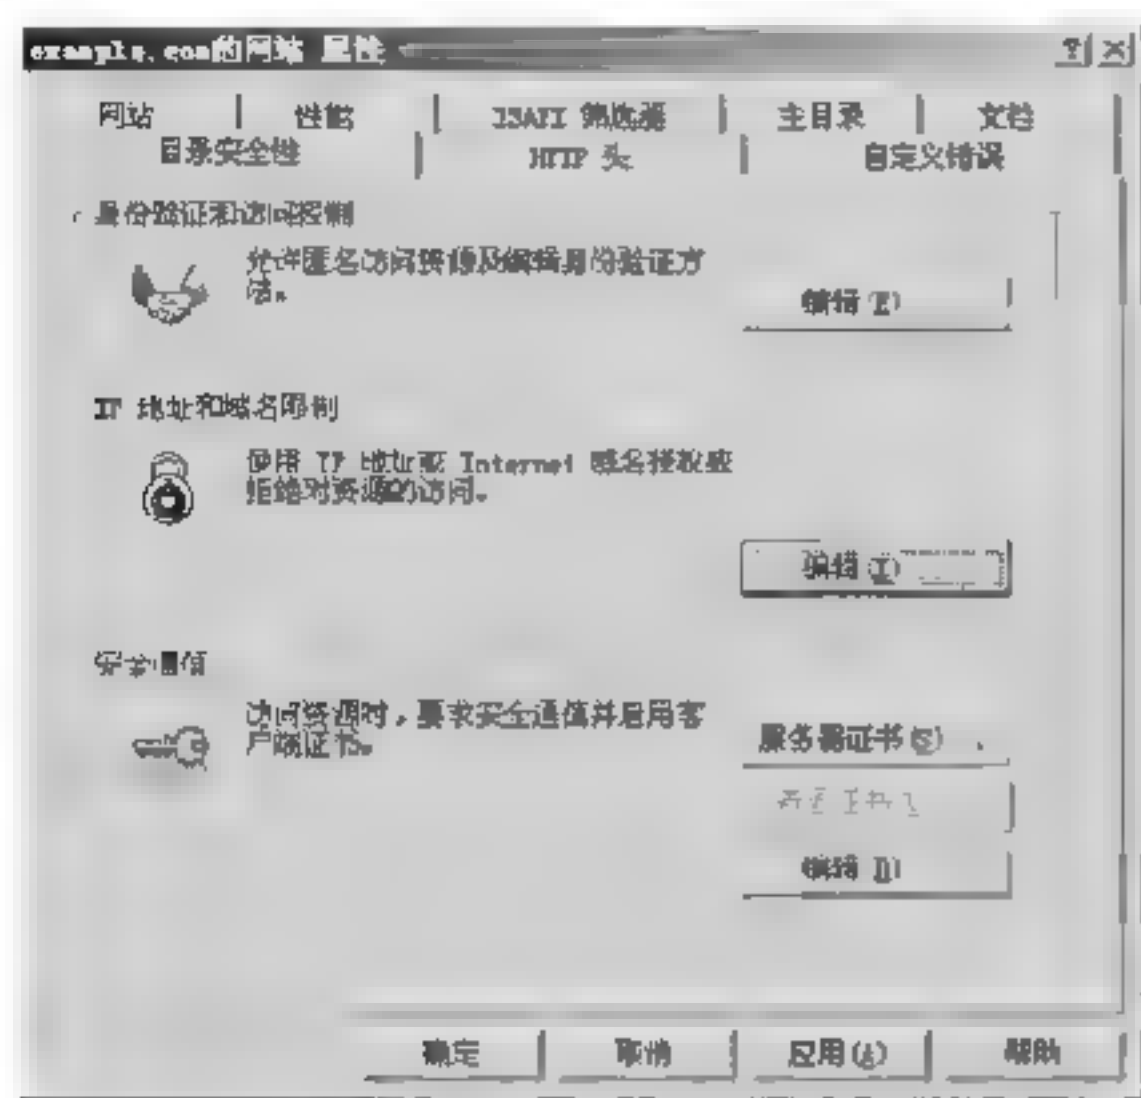 example.com的网站 属性
网站 性能 ISAPI 筛选器 主目录 文档
目录安全性 HTTP 头 自定义错误
身份验证和访问控制
允许匿名访问资源及编辑身份验证方
法。
编辑(E)
IP 地址和域名限制
使用 IP 地址或 Internet 域名授权或
拒绝对资源的访问。
编辑(I)
安全通信
访问资源时，要求安全通信并启用客
户端证书。
服务器证书(S)
编辑(D)
确定 取消 应用(A) 帮助